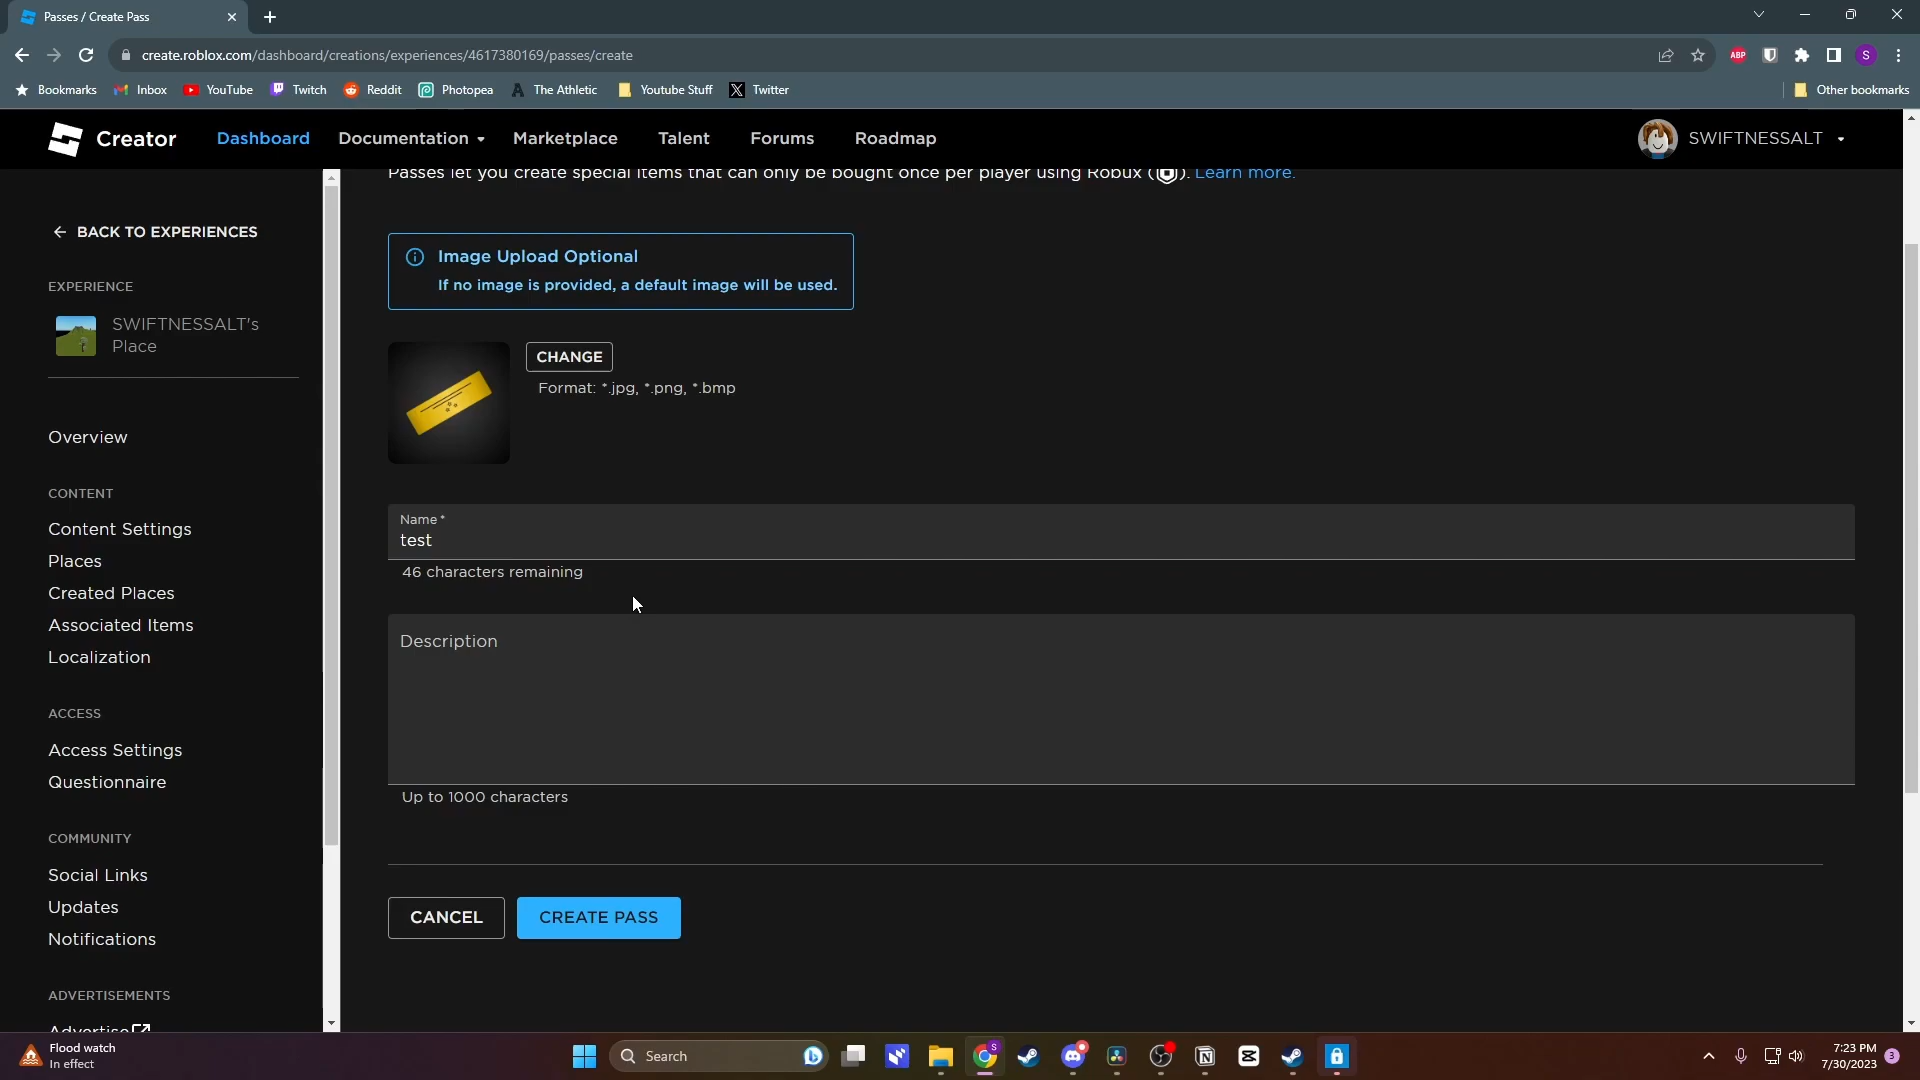 Passes / Create Pass
create.roblox.com/dashboard/creations/experiences/4617380169/passes/create
ABP
S
Bookmarks
Inbox
YouTube
Twitch
Reddit
Photopea
The Athletic
Youtube Stuff
Twitter
Other bookmarks
Creator
Dashboard
Documentation
Marketplace
Talent
Forums
Roadmap
SWIFTNESSALT
Passes let you create special items that can only be bought once per player using Robux ( ). Learn more.
BACK TO EXPERIENCES
EXPERIENCE
SWIFTNESSALT's
Place
Overview
CONTENT
Content Settings
Places
Created Places
Associated Items
Localization
ACCESS
Access Settings
Questionnaire
COMMUNITY
Social Links
Updates
Notifications
ADVERTISEMENTS
Advertise
Image Upload Optional
If no image is provided, a default image will be used.
CHANGE
Format: *.jpg, *.png, *.bmp
Name *
test
46 characters remaining
Description
Up to 1000 characters
CANCEL
CREATE PASS
Flood watch
In effect
Search
S
7:23 PM
7/30/2023
3